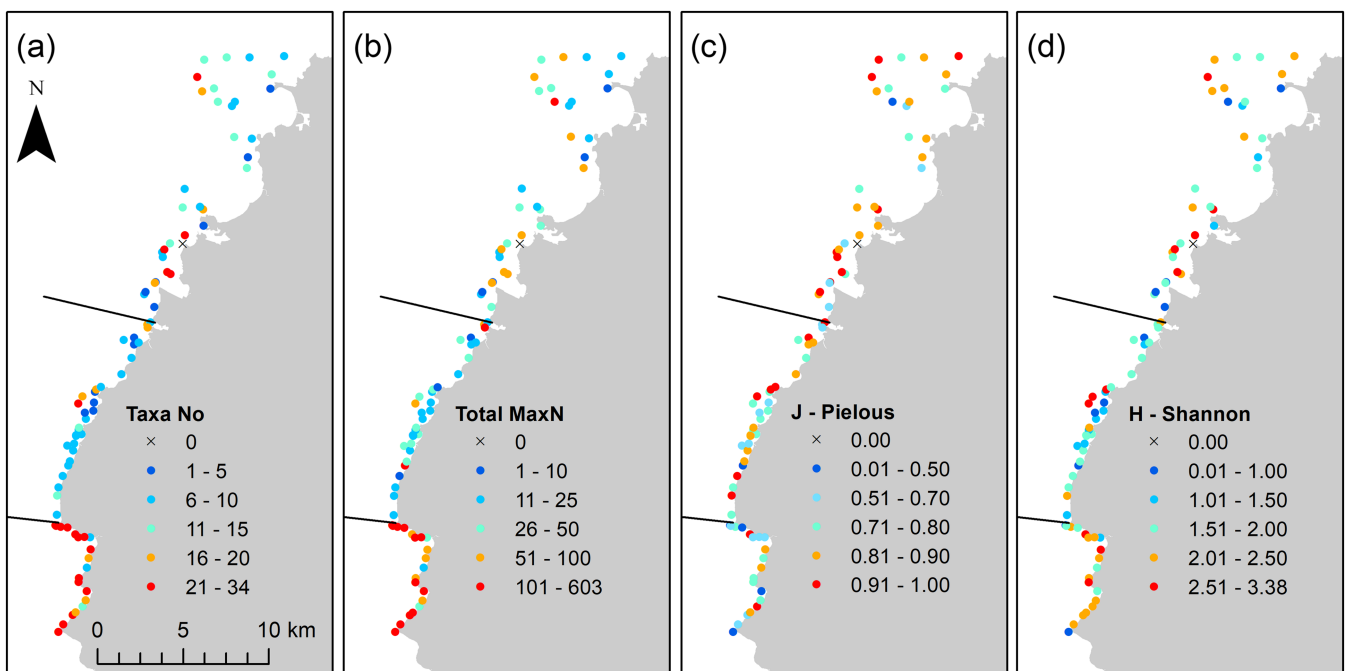 (a)
N
Taxa No
0
1 - 5
6 - 10
11 - 15
16 - 20
21 - 34
0 5 10 km
(b)
Total MaxN
0
1 - 10
11 - 25
26 - 50
51 - 100
101 - 603
(c)
J - Pielous
0.00
0.01 - 0.50
0.51 - 0.70
0.71 - 0.80
0.81 - 0.90
0.91 - 1.00
(d)
H - Shannon
0.00
0.01 - 1.00
1.01 - 1.50
1.51 - 2.00
2.01 - 2.50
2.51 - 3.38